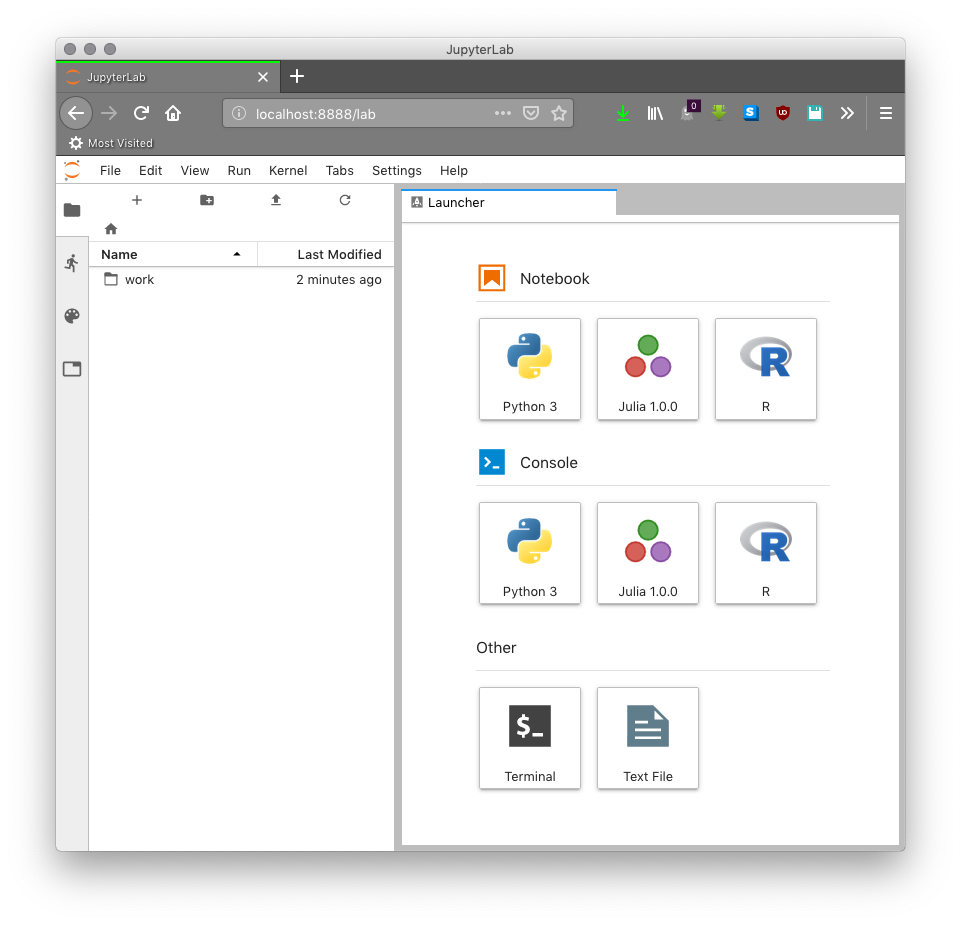 JupyterLab
JupyterLab
localhost:8888/lab
0
S
UO
Most Visited
File Edit View Run Kernel Tabs Settings Help
Launcher
Name Last Modified
work 2 minutes ago
Notebook
Python 3 Julia 1.0.0 R
Console
Python 3 Julia 1.0.0 R
Other
$_
Terminal Text File